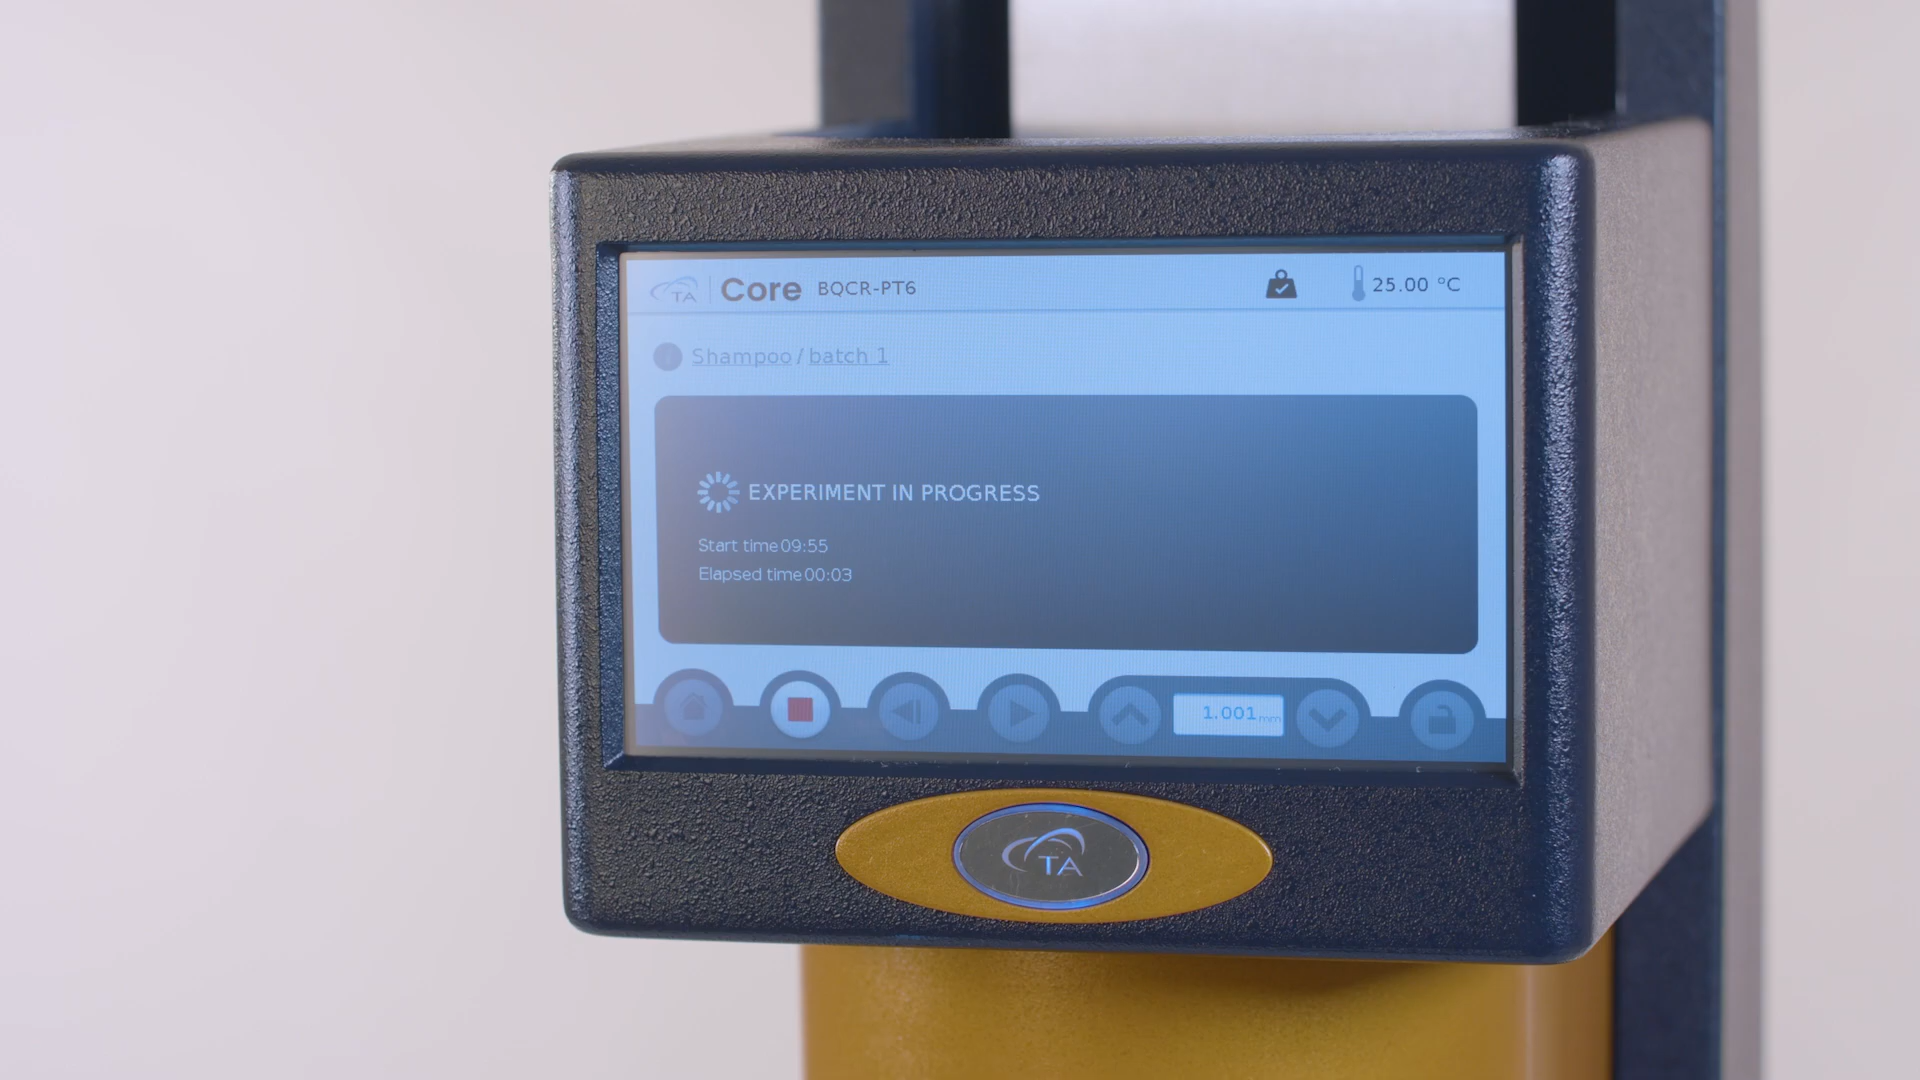 TA Core BQCR-PT6 25.00 °C
Shampoo / batch 1
EXPERIMENT IN PROGRESS
Start time 09:55
Elapsed time 00:03
1.001 mm
TA